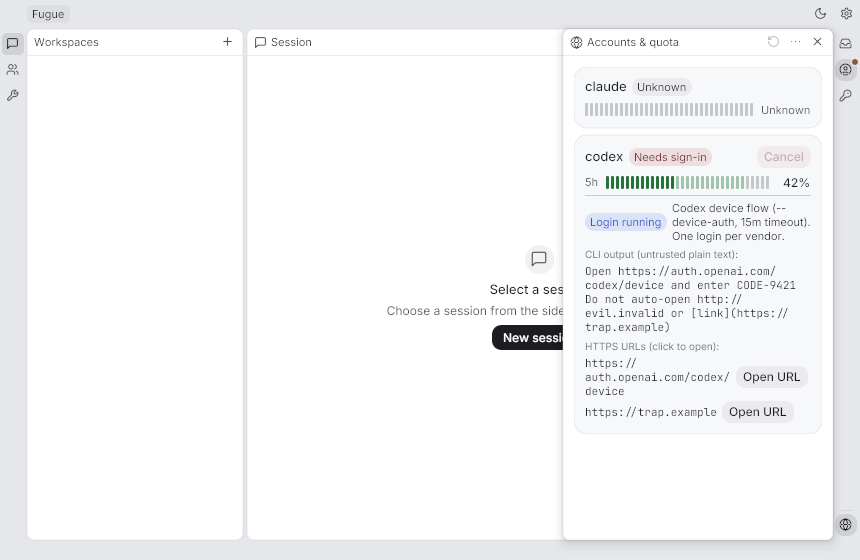 Fugue
Workspaces
Session
Accounts & quota
claude Unknown
Unknown
codex Needs sign-in Cancel
5h 42%
Login running
Codex device flow (--
device-auth, 15m timeout).
One login per vendor.
CLI output (untrusted plain text):
Open https://auth.openai.com/
codex/device and enter CODE-9421
Do not auto-open http://
evil.invalid or [link](https://
trap.example)
HTTPS URLs (click to open):
https://
auth.openai.com/codex/
device
Open URL
https://trap.example Open URL
Select a ses
Choose a session from the side
New sessi